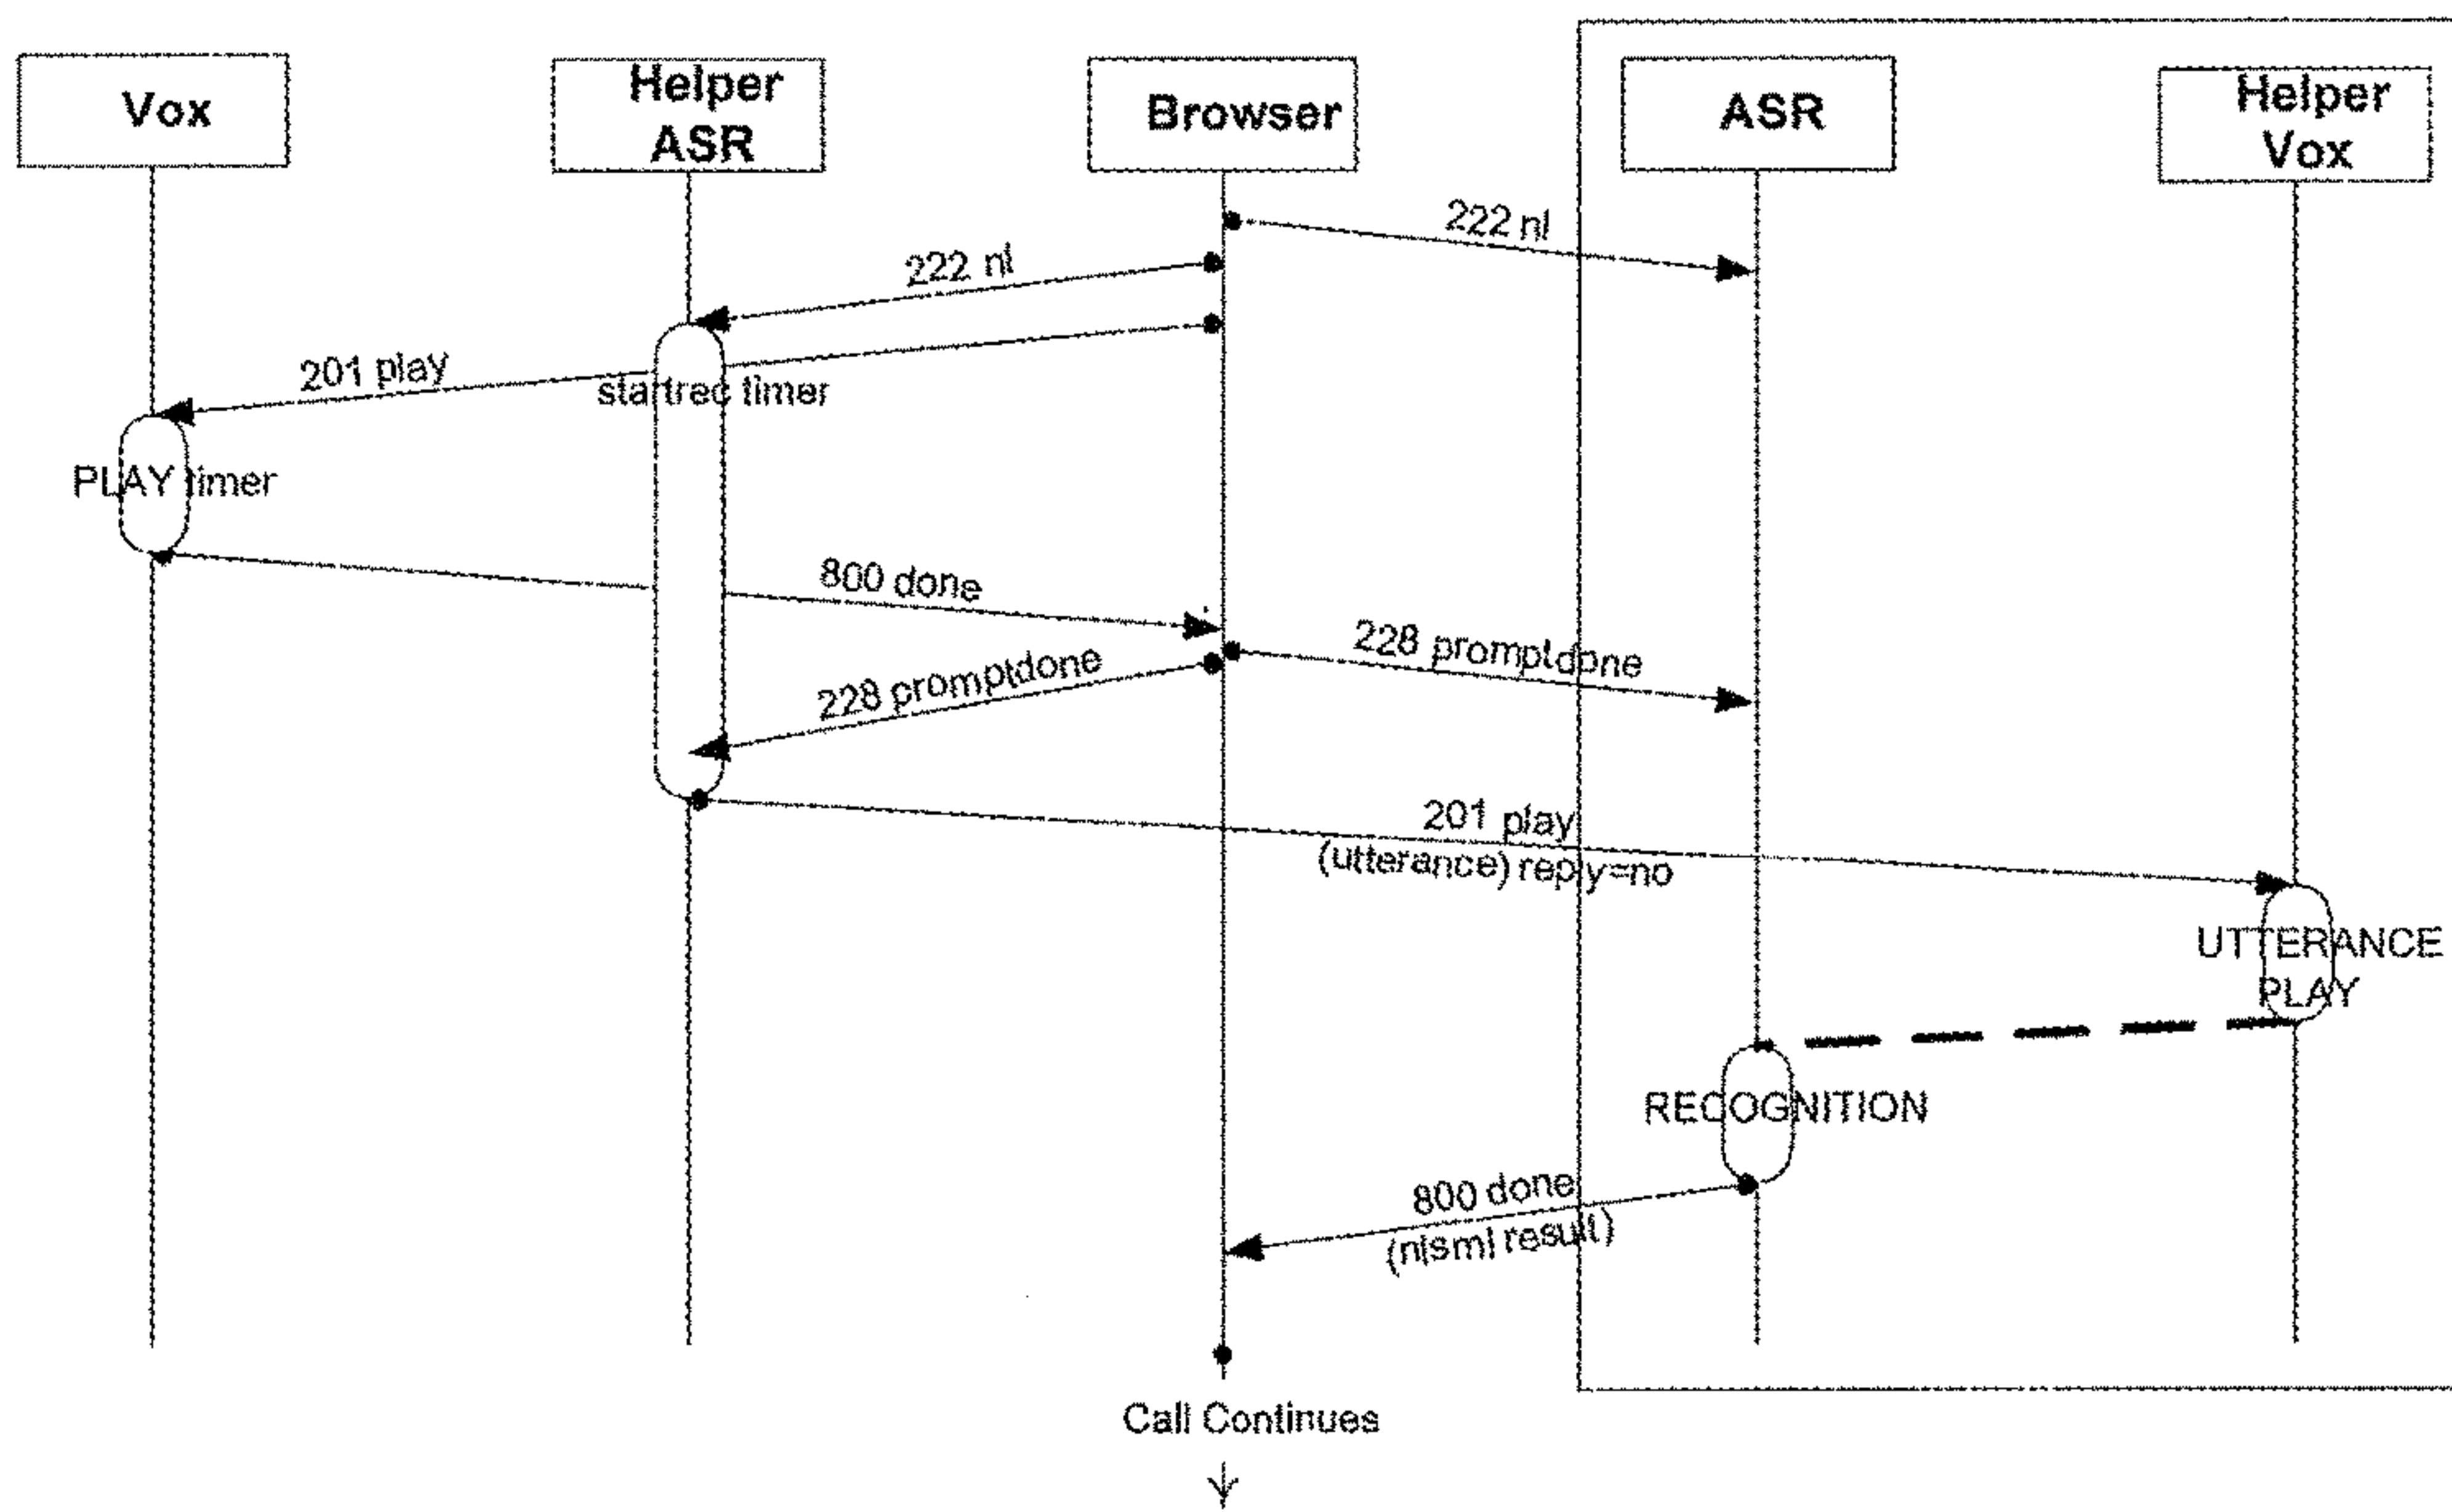 Vox
Helper
ASR
Browser
ASR
Helper
Vox
222 nl
222 nl
201 play
startrec timer
PLAY timer
800 done
228 promptdone
228 promptdone
201 play
(utterance) reply=no
UTTERANCE
PLAY
RECOGNITION
800 done
(nlsml result)
Call Continues